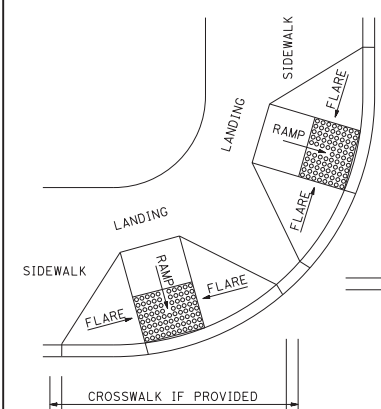 SIDEWALK
FLARE
LANDING
RAMP
FLARE
LANDING
SIDEWALK
RAMP
FLARE
FLARE
CROSSWALK IF PROVIDED